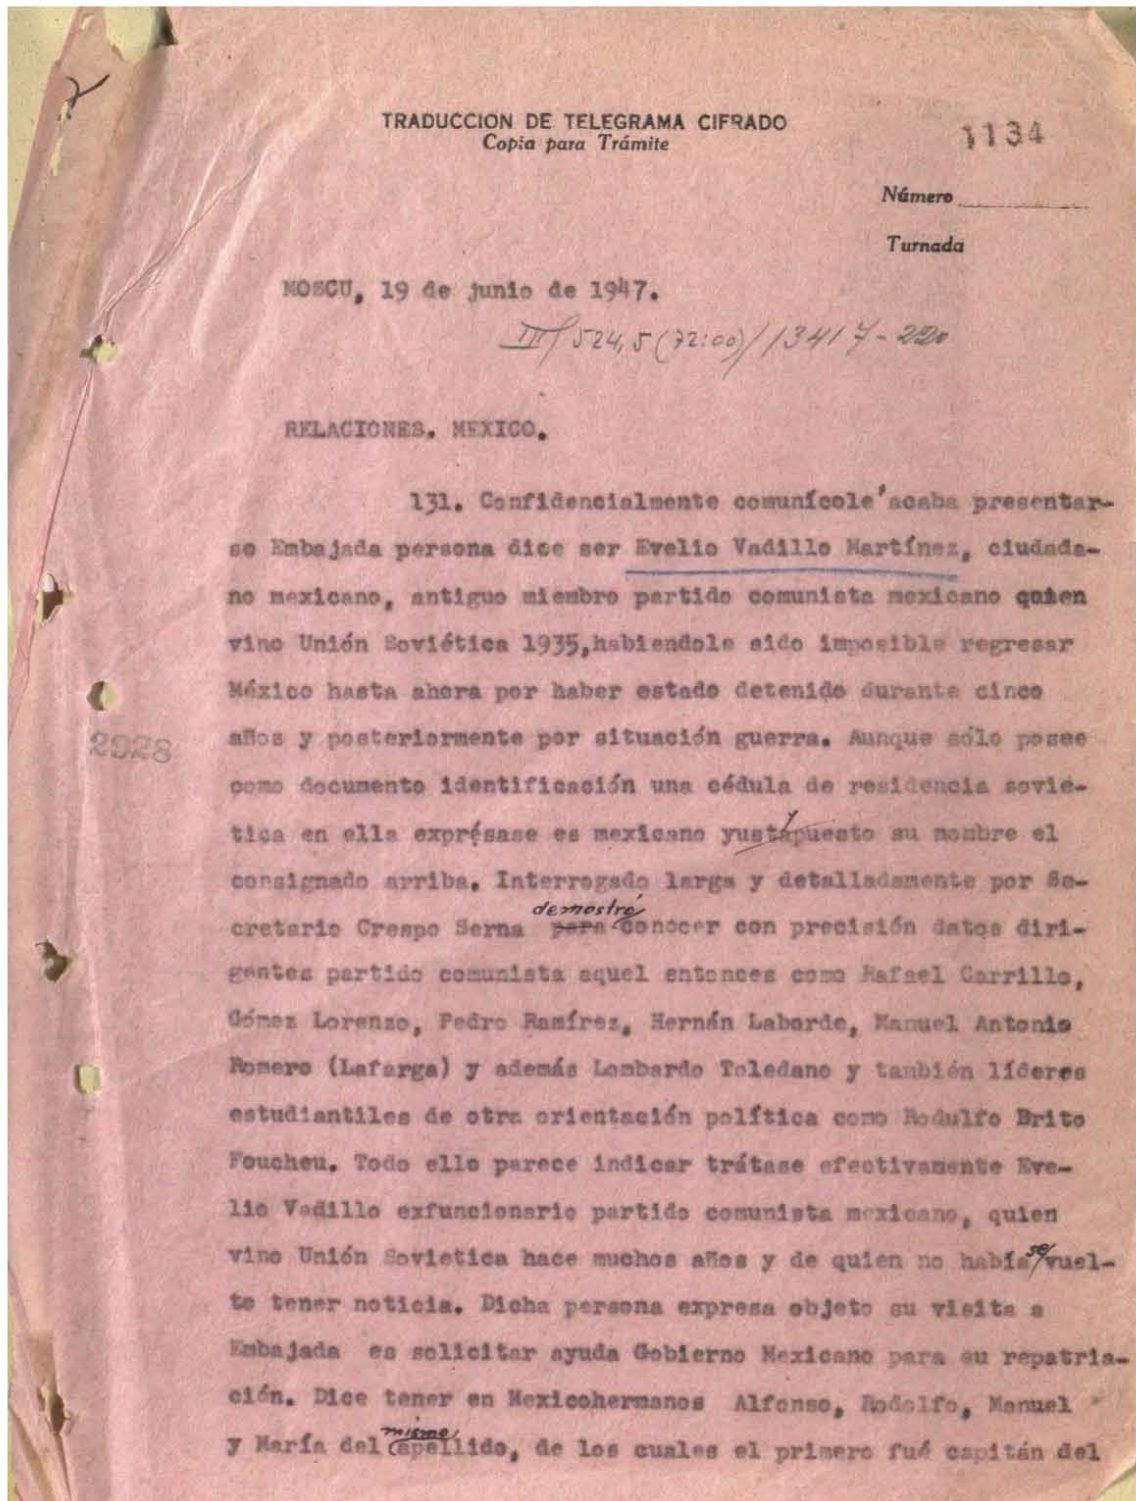 TRADUCCION DE TELEGRAMA CIFRADO
Copia para Trámite
1134
Número
Turnada
MOSCU, 19 de junio de 1947.
III/524,5(72:00)/13417-220
RELACIONES. MEXICO.
131. Confidencialmente comunícole acaba presentar-
se Embajada persona dice ser Evelio Vadillo Martínez, ciudada-
no mexicano, antiguo miembro partido comunista mexicano quien
vino Unión Soviética 1935,habiendole sido imposible regresar
México hasta ahora por haber estado detenido durante cinco
2928
años y posteriormente por situación guerra. Aunque sólo posee
como documento identificación una cédula de residencia sovie-
tica en ella exprésase es mexicano yustapuesto su nombre el
consignado arriba. Interrogado larga y detalladamente por Se-
demostró
cretario Crespo Serna para conocer con precisión datos diri-
gentes partido comunista aquel entonces como Rafael Carrillo,
Gómez Lorenzo, Pedro Ramírez, Hernán Laborde, Manuel Antonio
Romero (Lafarga) y además Lombardo Toledano y también líderes
estudiantiles de otra orientación política como Rodulfo Brito
Foucheu. Todo ello parece indicar trátase efectivamente Eve-
lio Vadillo exfuncionario partido comunista mexicano, quien
vino Unión Sovietica hace muchos años y de quien no había se vuel-
to tener noticia. Dicha persona expresa objeto su visita a
Embajada es solicitar ayuda Gobierno Mexicano para su repatria-
ción. Dice tener en Mexicohermanos Alfonso, Rodolfo, Manuel
mismo
y María del apellido, de los cuales el primero fué capitán del